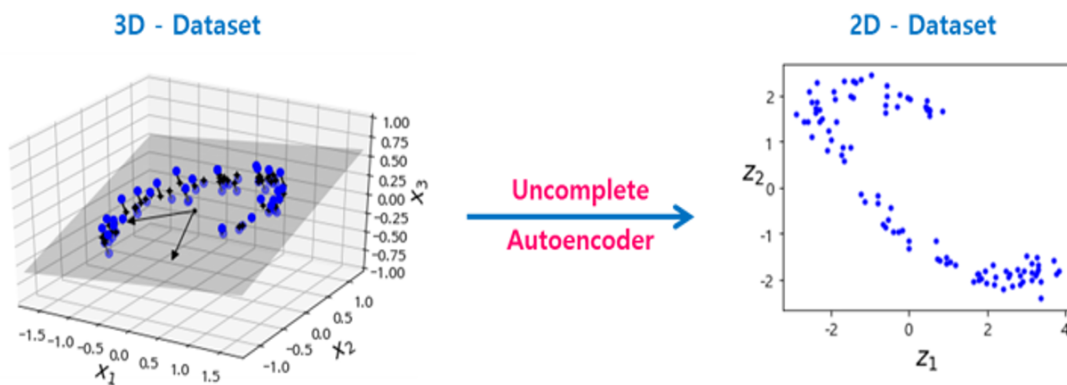 3D - Dataset
2D - Dataset
1.00
0.75
0.50
0.25
0.00
-0.25
-0.50
-0.75
-1.00
x3
-1.5 -1.0 -0.5 0.0 0.5 1.0 1.5
x1
-1.0 -0.5 0.0 0.5 1.0
x2
Uncomplete
Autoencoder
2
1
0
-1
-2
z2
-2 0 2 4
z1